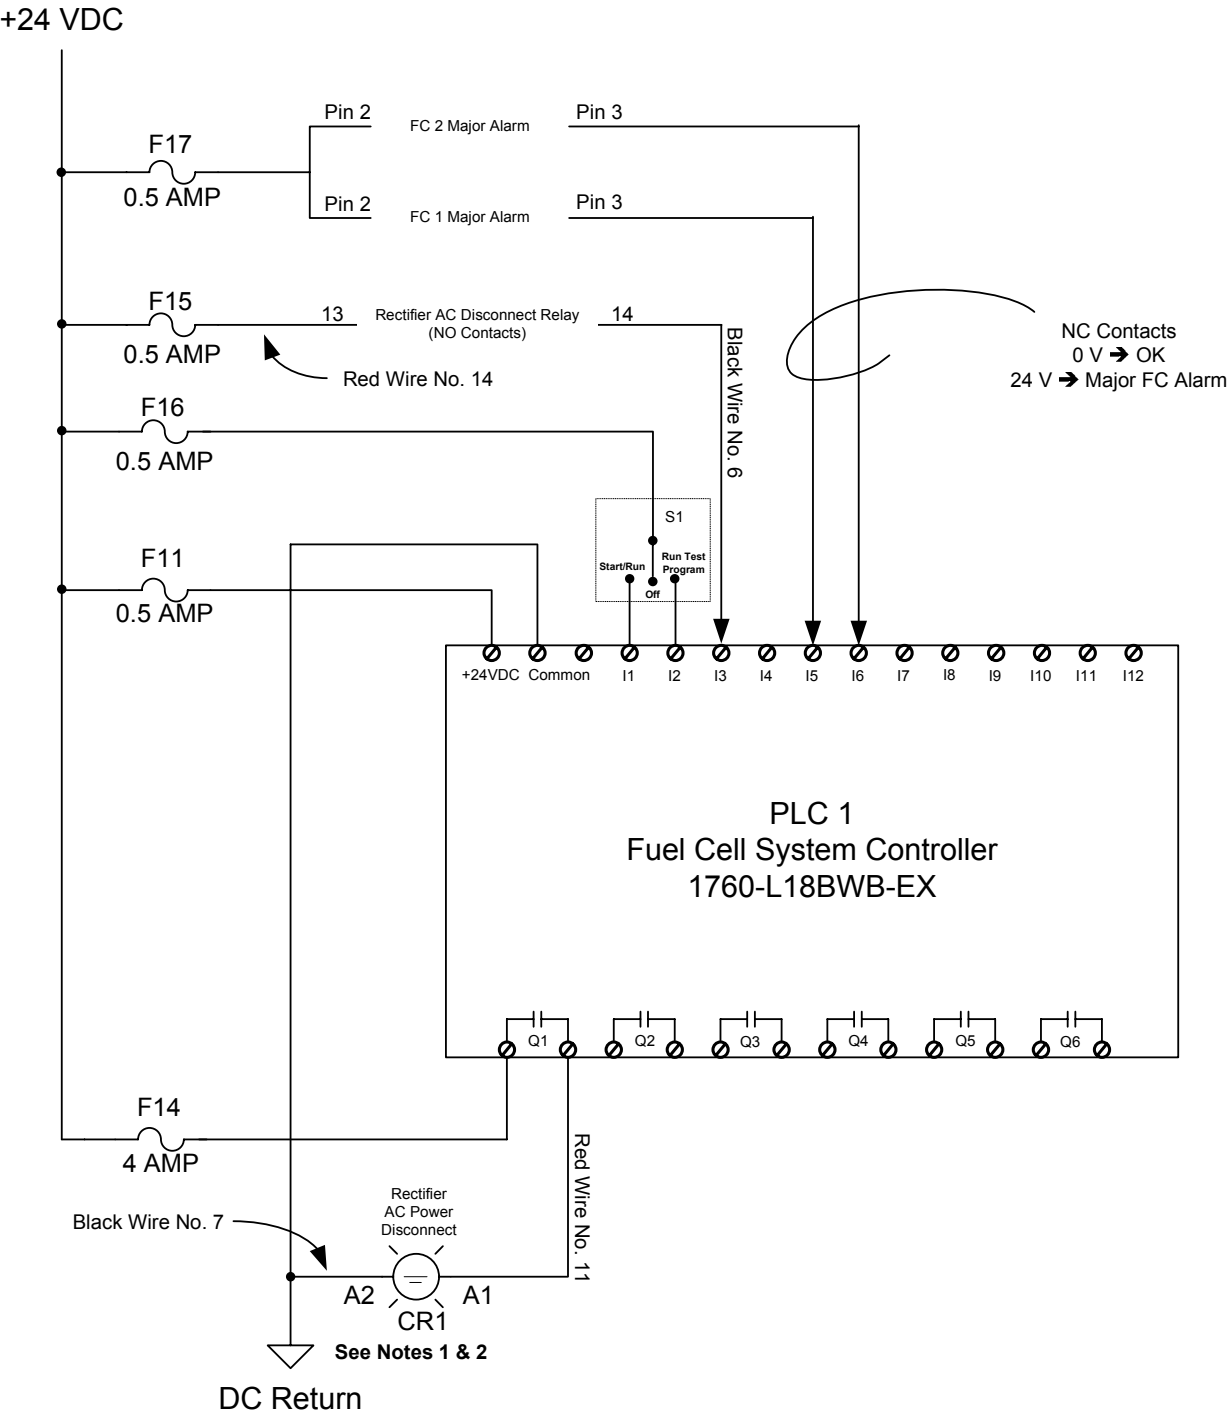 +24 VDC
Pin 2
FC 2 Major Alarm
Pin 3
F17
0.5 AMP
Pin 2
FC 1 Major Alarm
Pin 3
F15
0.5 AMP
13
Rectifier AC Disconnect Relay
(NO Contacts)
14
Red Wire No. 14
Black Wire No. 6
NC Contacts
0 V ➔ OK
24 V ➔ Major FC Alarm
F16
0.5 AMP
S1
Start/Run
Run Test
Program
Off
F11
0.5 AMP
+24VDC Common I1 I2 I3 I4 I5 I6 I7 I8 I9 I10 I11 I12
PLC 1
Fuel Cell System Controller
1760-L18BWB-EX
Q1 Q2 Q3 Q4 Q5 Q6
F14
4 AMP
Red Wire No. 11
Rectifier
AC Power
Disconnect
Black Wire No. 7
A2
A1
CR1
See Notes 1 & 2
DC Return